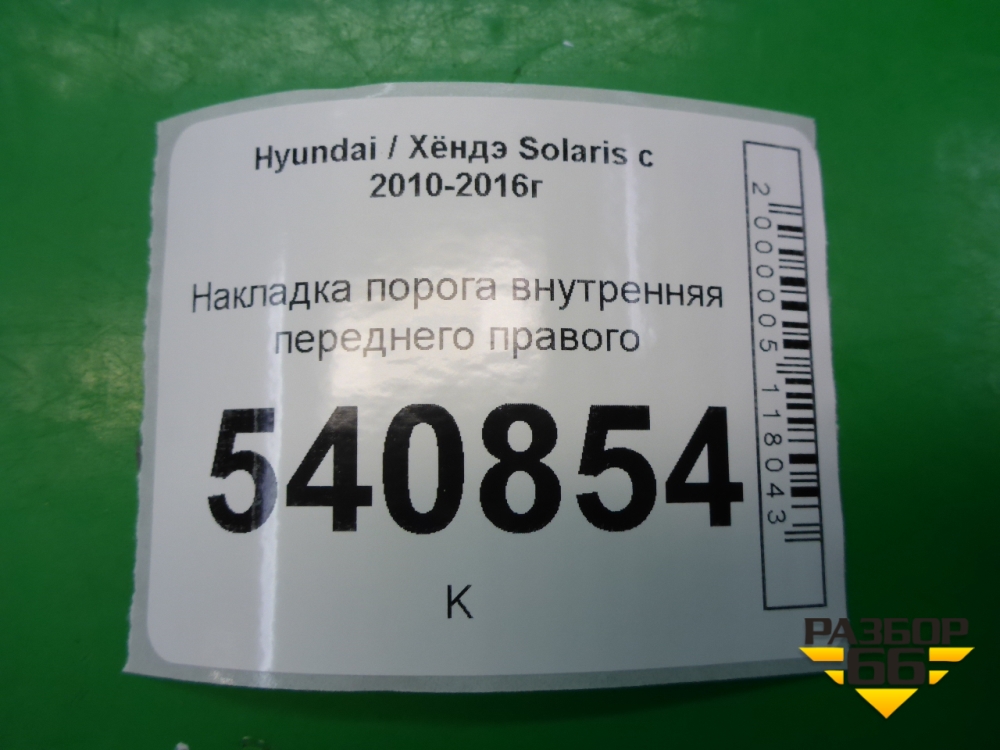 Hyundai / Хёндэ Solaris с
2010-2016г
Накладка порога внутренняя
переднего правого
540854
К
2000005118043
РАЗБОР
66